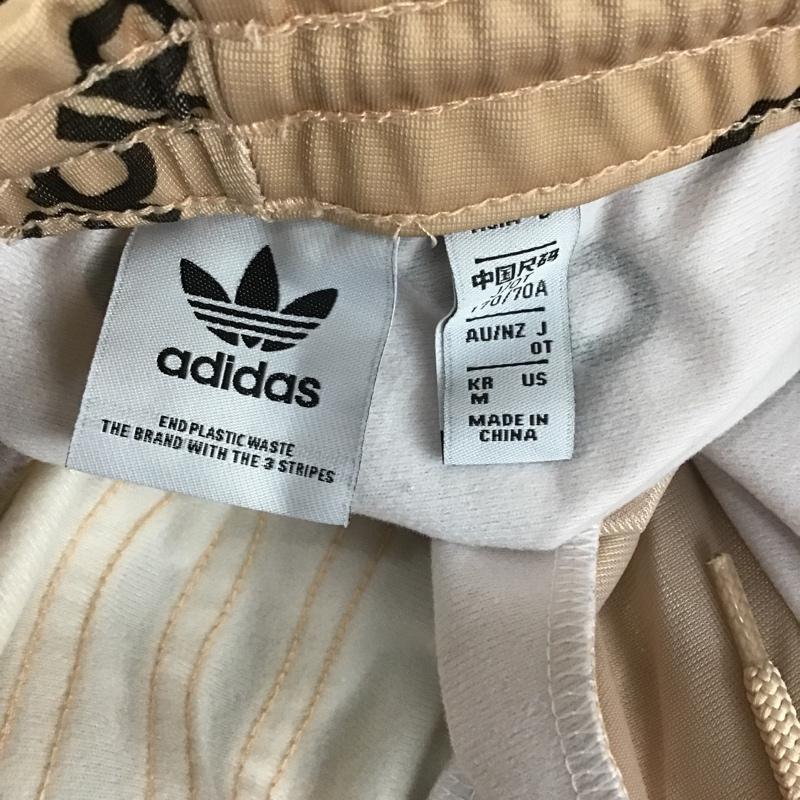 adidas
END PLASTIC WASTE
THE BRAND WITH THE 3 STRIPES
中国尺码
170/70A
AU/NZ J
OT
KR US
M
MADE IN
CHINA